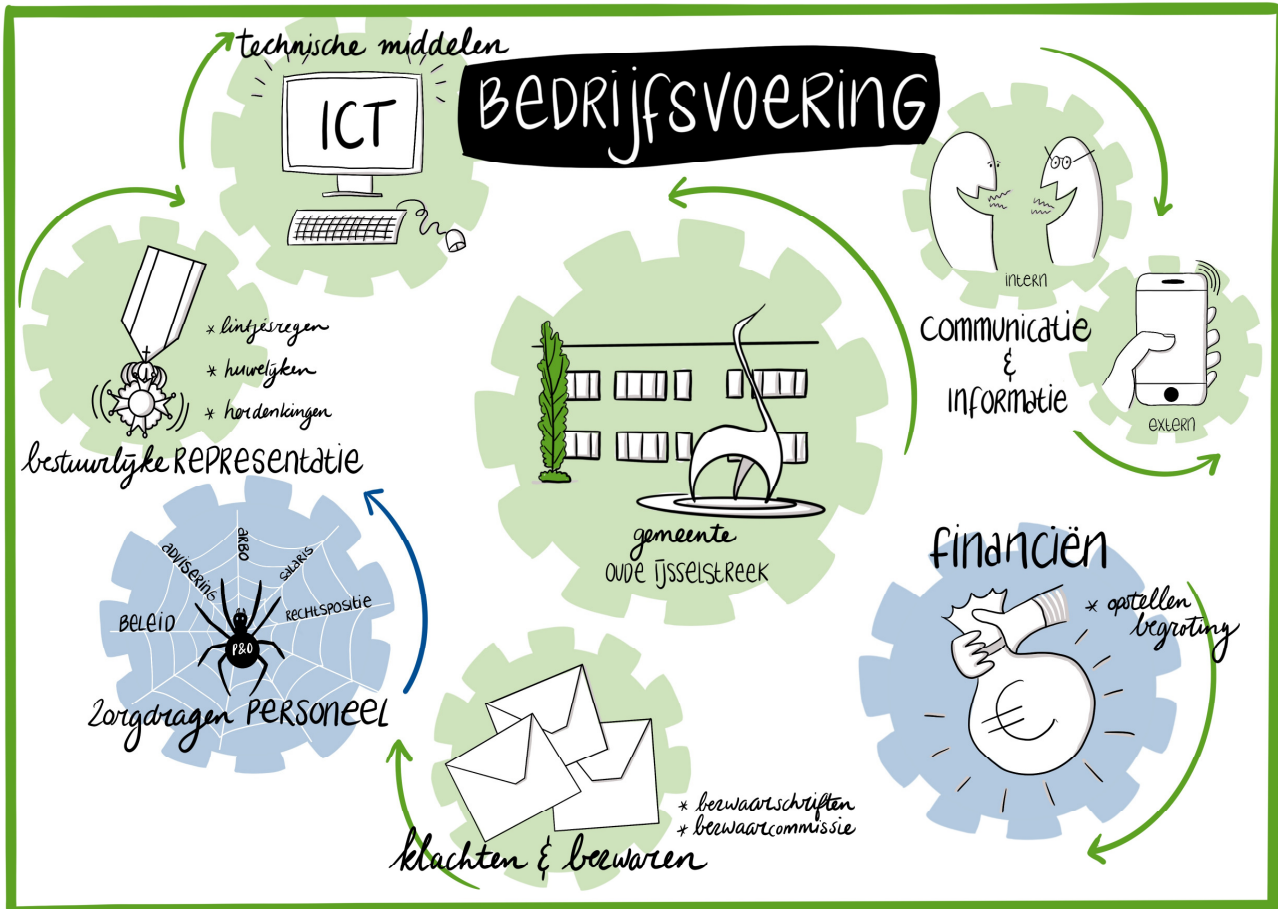 technische middelen
ICT
BEDRIJFSVOERING
intern
communicatie
&
informatie
extern
* lintjesregen
* huwelijken
* herdenkingen
bestuurlijke REPRESENTATIE
gemeente
OUDE IJSSELSTREEK
BELEID
ADVISERING
ARBO
SALARIS
RECHTSPOSITIE
P&O
Zorgdragen PERSONEEL
financiën
* opstellen
begroting
€
* bezwaarschriften
* bezwaarcommissie
klachten & bezwaren